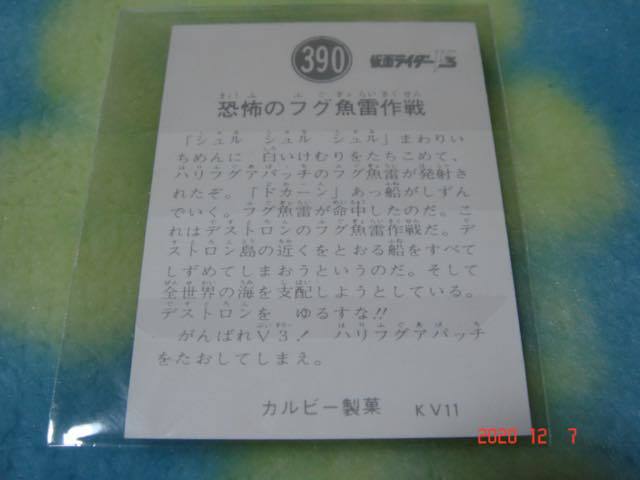 390
仮面ライダーV3
恐怖のフグ魚雷作戦
「シュル シュル シュル」まわりい
ちめんに 白いけむりをたちこめて、
ハリフグアパッチのフグ魚雷が発射さ
れたぞ。「ドカーン」あっ船がしずん
でいく。フグ魚雷が命中したのだ。こ
れはデストロンのフグ魚雷作戦だ。デ
ストロン島の近くをとおる船をすべて
しずめてしまおうというのだ。そして
全世界の海を支配しようとしている。
デストロンを ゆるすな!!
がんばれV3! ハリフグアパッチ
をたおしてしまえ。
カルビー製菓 KV11
2020 12 7